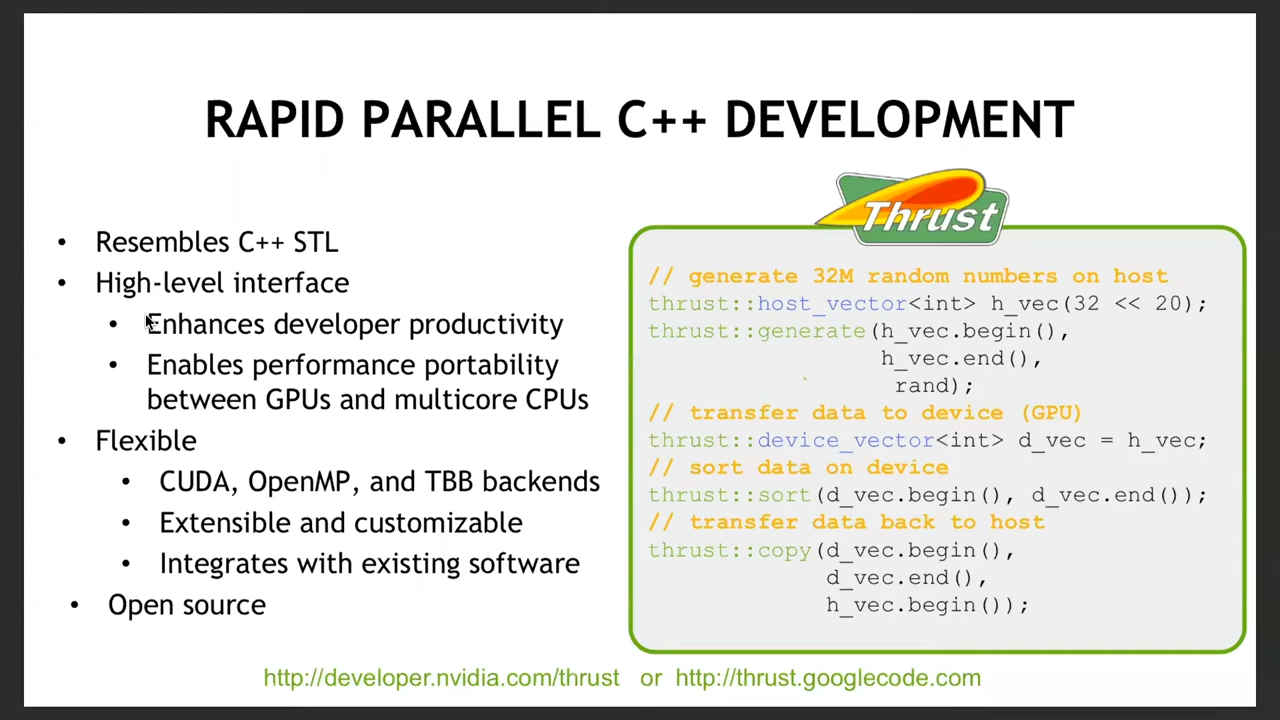 RAPID PARALLEL C++ DEVELOPMENT
• Resembles C++ STL
• High-level interface
• Enhances developer productivity
• Enables performance portability
between GPUs and multicore CPUs
• Flexible
• CUDA, OpenMP, and TBB backends
• Extensible and customizable
• Integrates with existing software
• Open source
Thrust
// generate 32M random numbers on host
thrust::host_vector<int> h_vec(32 << 20);
thrust::generate(h_vec.begin(),
h_vec.end(),
rand);
// transfer data to device (GPU)
thrust::device_vector<int> d_vec = h_vec;
// sort data on device
thrust::sort(d_vec.begin(), d_vec.end());
// transfer data back to host
thrust::copy(d_vec.begin(),
d_vec.end(),
h_vec.begin());
http://developer.nvidia.com/thrust or http://thrust.googlecode.com